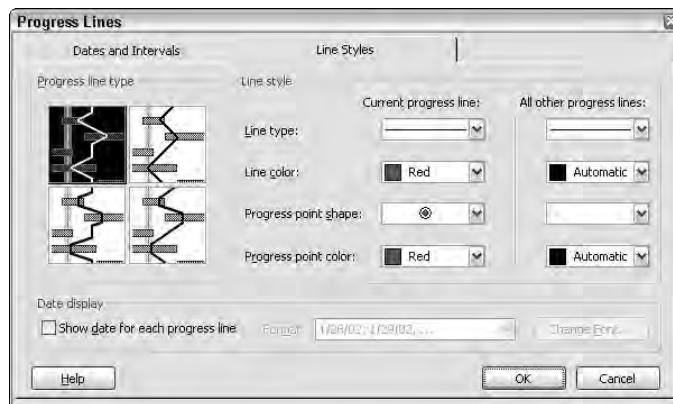 Progress Lines
Dates and Intervals
Line Styles
Progress line type
Line style
Current progress line:
All other progress lines:
Line type:
Line color:
Red
Automatic
Progress point shape:
Progress point color:
Red
Automatic
Date display
Show date for each progress line
Format:
1/28/02, 1/29/02, ...
Change Font...
Help
OK
Cancel